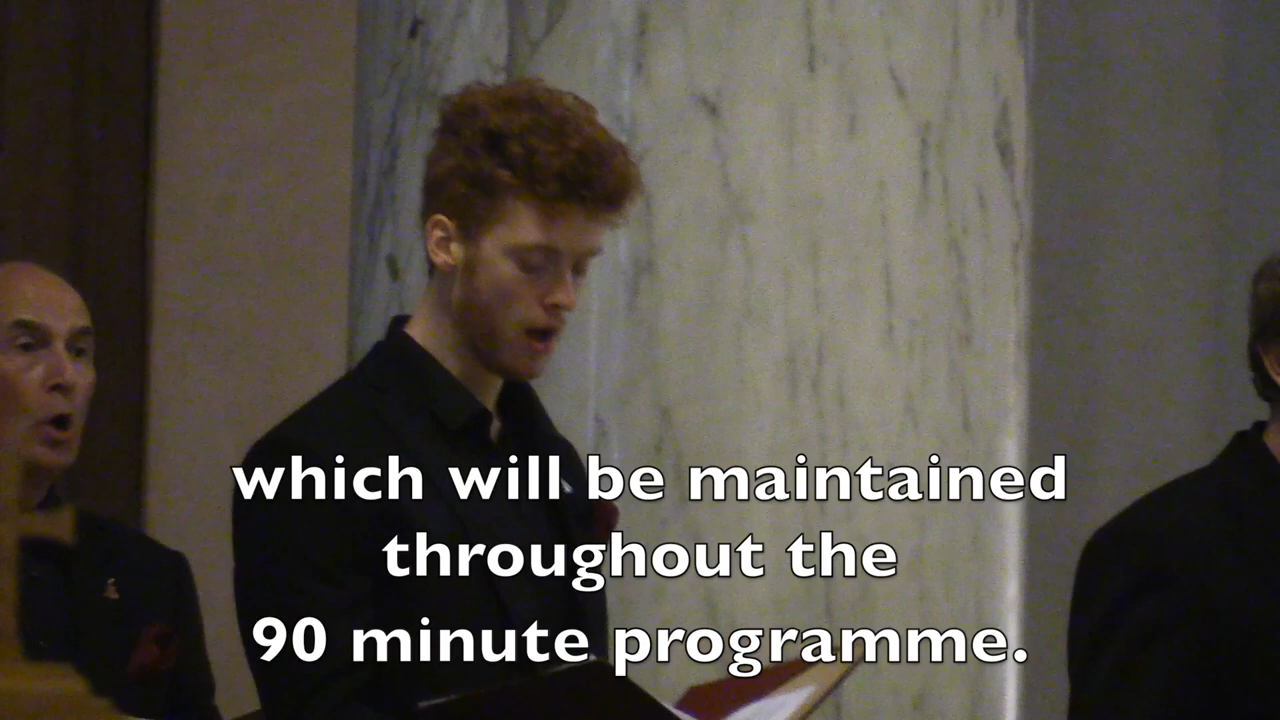 which will be maintained
throughout the
90 minute programme.